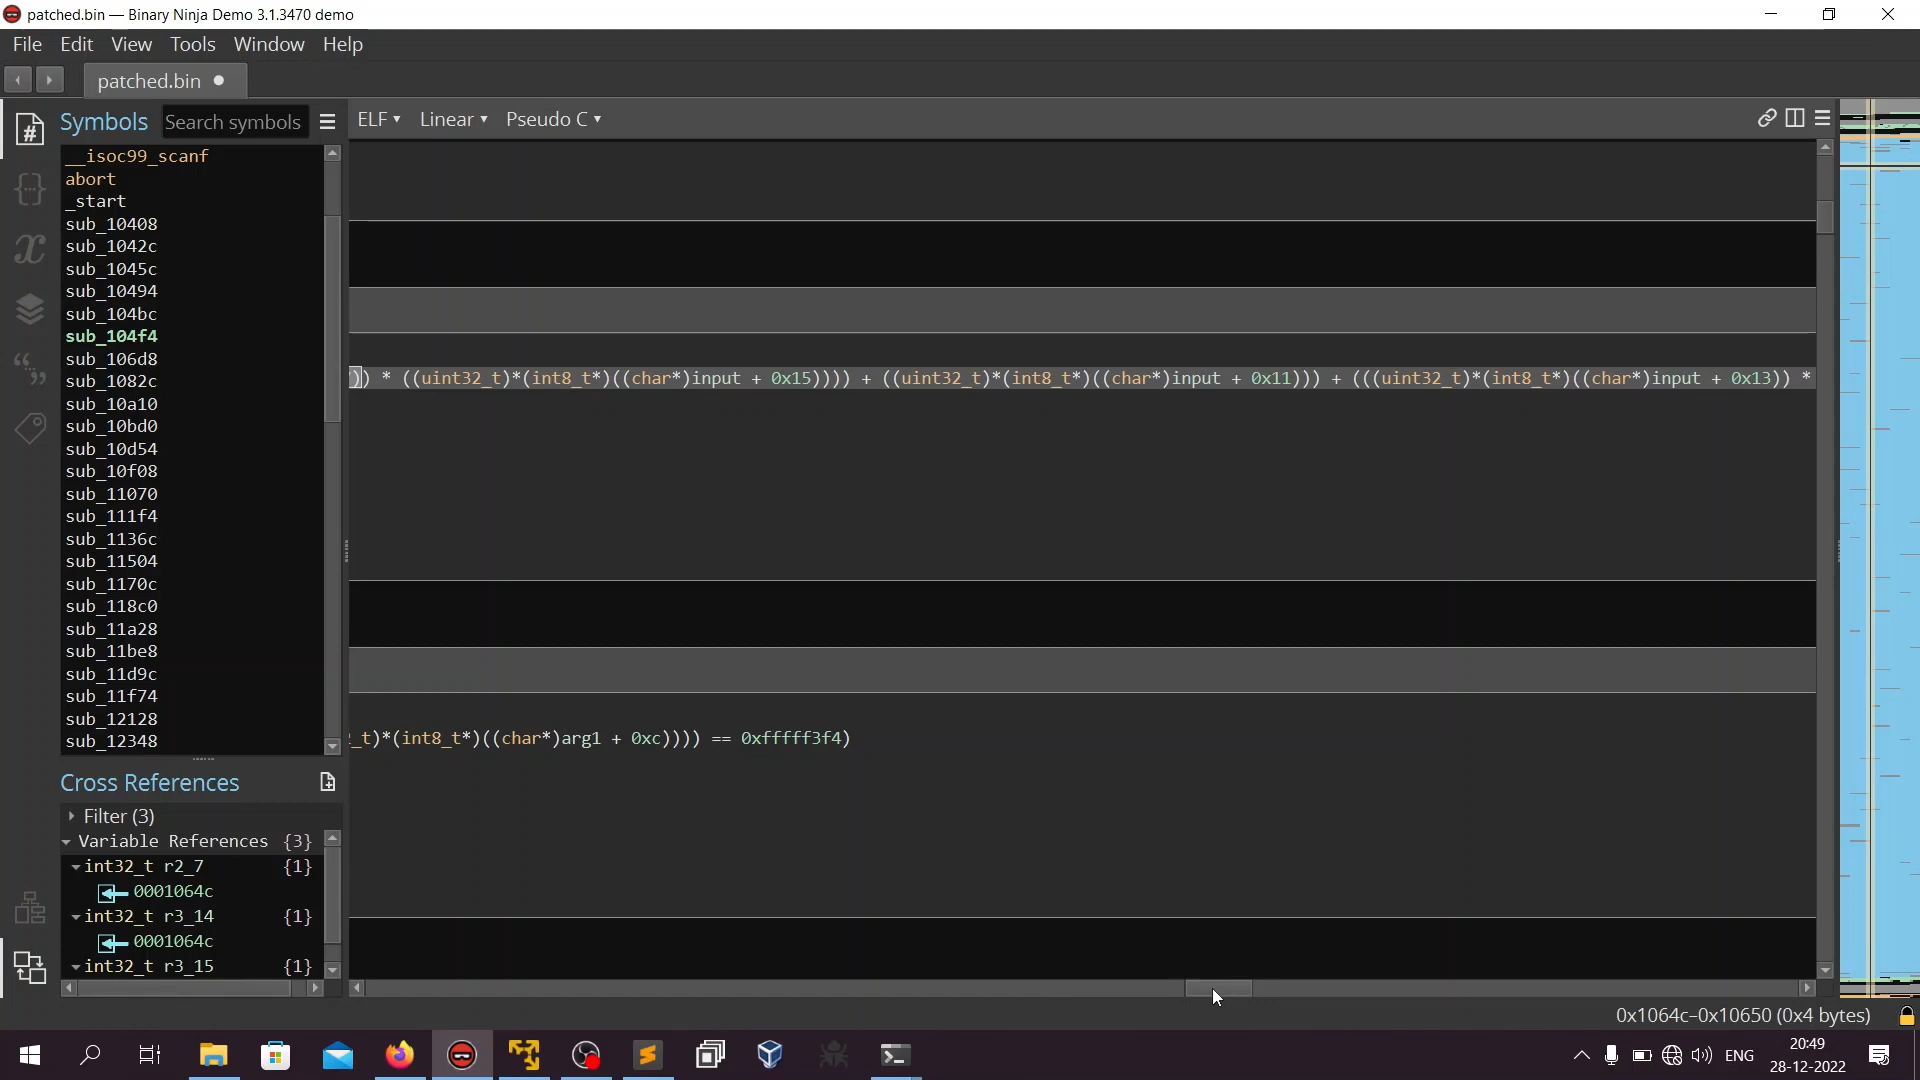 patched.bin — Binary Ninja Demo 3.1.3470 demo
File Edit View Tools Window Help
patched.bin ●
Symbols Search symbols
ELF ▾ Linear ▾ Pseudo C ▾
__isoc99_scanf
abort
_start
sub_10408
sub_1042c
sub_1045c
sub_10494
sub_104bc
sub_104f4
sub_106d8
sub_1082c
sub_10a10
sub_10bd0
sub_10d54
sub_10f08
sub_11070
sub_111f4
sub_1136c
sub_11504
sub_1170c
sub_118c0
sub_11a28
sub_11be8
sub_11d9c
sub_11f74
sub_12128
sub_12348
)) * ((uint32_t)*(int8_t*)((char*)input + 0x15)))) + ((uint32_t)*(int8_t*)((char*)input + 0x11))) + (((uint32_t)*(int8_t*)((char*)input + 0x13)) *
_t)*(int8_t*)((char*)arg1 + 0xc)))) == 0xfffff3f4)
Cross References
Filter (3)
Variable References {3}
int32_t r2_7 {1}
0001064c
int32_t r3_14 {1}
0001064c
int32_t r3_15 {1}
0x1064c-0x10650 (0x4 bytes)
ENG
20:49
28-12-2022